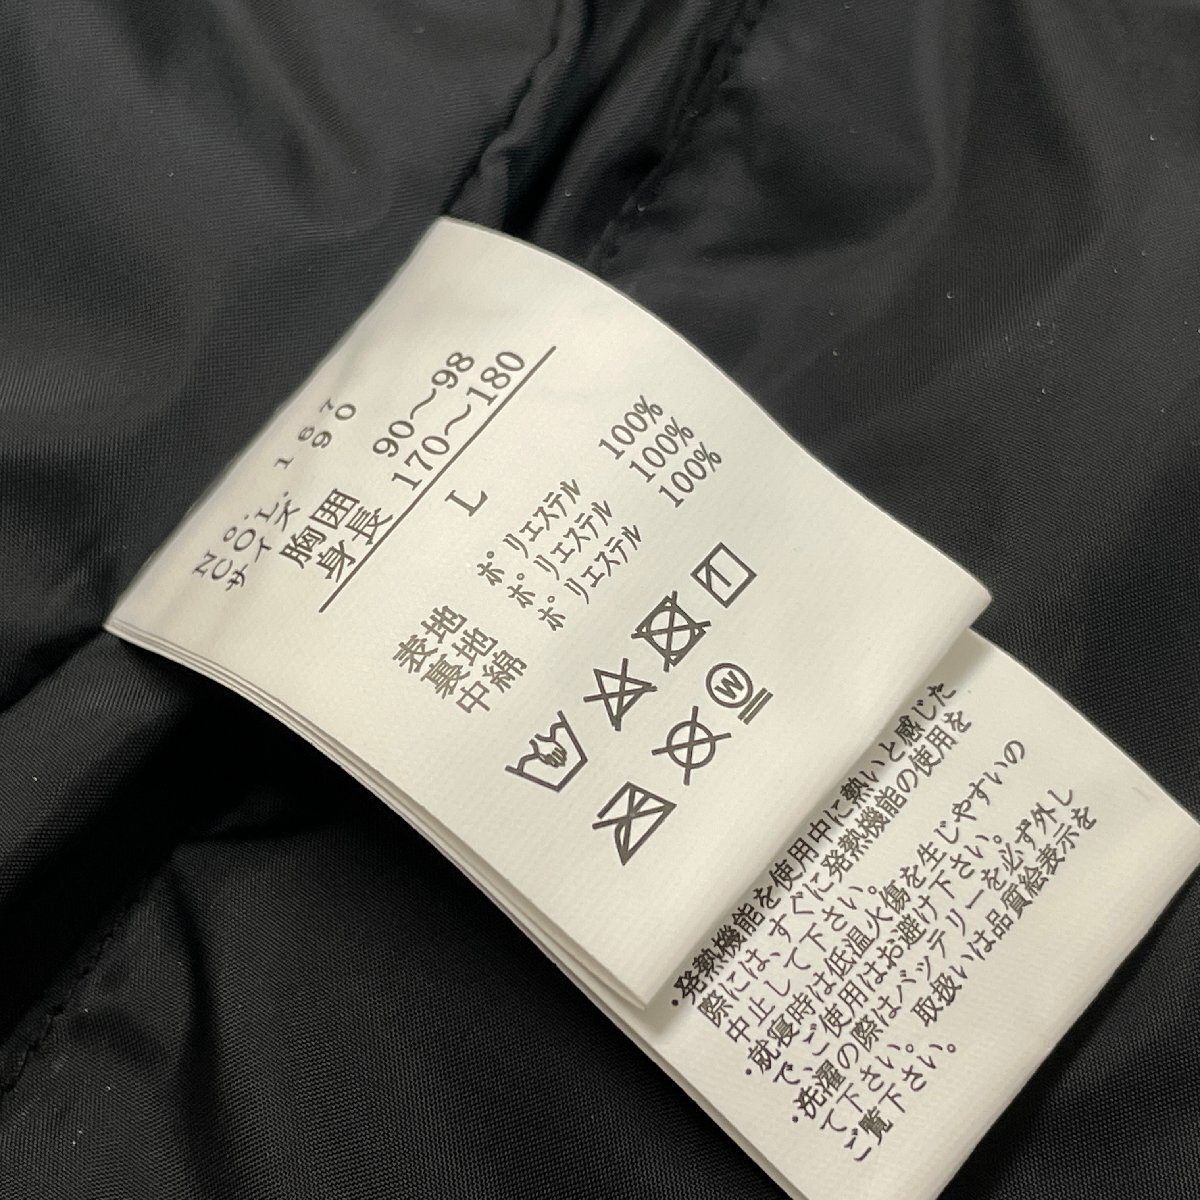 No. 187
COL. 90
サイズ
胸囲 90～98
身長 170～180
L
表地 ポリエステル 100%
裏地 ポリエステル 100%
中綿 ポリエステル 100%
W
・発熱機能を使用中に熱いと感じた
際には、すぐに発熱機能の使用を
中止して下さい。
・就寝時は低温火傷を生じやすいの
で、ご使用はお避け下さい。
・洗濯の際はバッテリーを必ず外し
て下さい。取扱いは品質絵表示を
ご覧下さい。